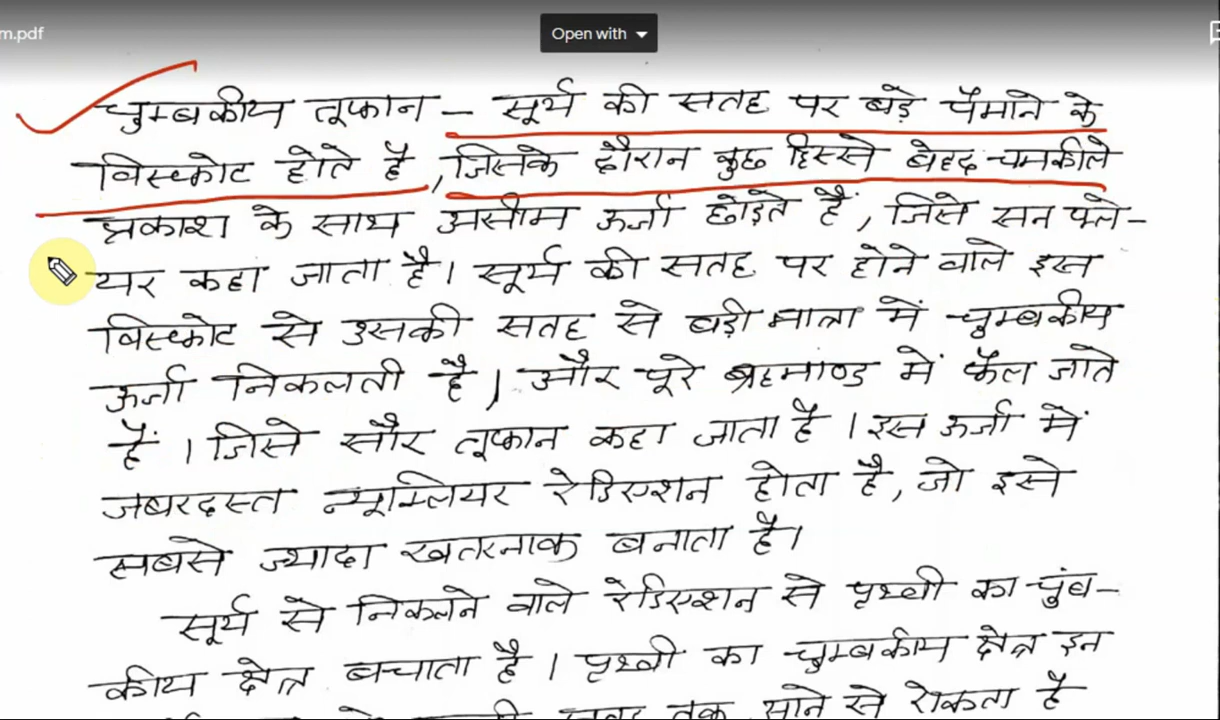 m.pdf
Open with
चुम्बकीय तूफान – सूर्य की सतह पर बड़े पैमाने के
विस्फोट होते है, जिसके दौरान कुछ हिस्से बेहद चमकीले
प्रकाश के साथ असीम ऊर्जा छोड़ते हैं, जिसे सन फ्ले-
यर कहा जाता है। सूर्य की सतह पर होने वाले इस
विस्फोट से उसकी सतह से बड़ी मात्रा में चुम्बकीय
ऊर्जा निकलती है, और पूरे ब्रहमाण्ड में फैल जाते
हैं। जिसे सौर तूफान कहा जाता है। इस ऊर्जा में
जबरदस्त न्यूक्लियर रेडिएशन होता है, जो इसे
सबसे ज्यादा खतरनाक बनाता है।
सूर्य से निकलने वाले रेडिएशन से पृथ्वी का चुंब-
कीय क्षेत्र बचाता है। पृथ्वी का चुम्बकीय क्षेत्र इन
तक आने से रोकता है